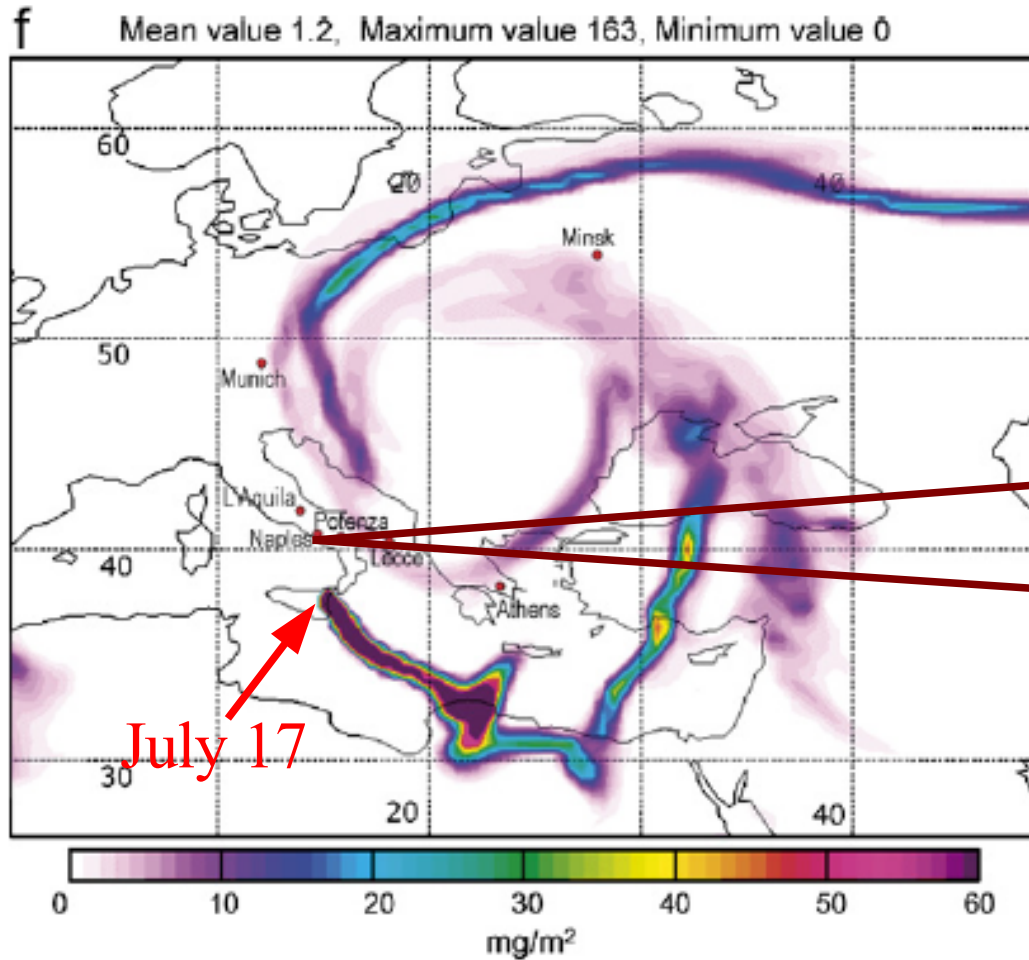 f
Mean value 1.2, Maximum value 163, Minimum value 0
60
20
40
Minsk
50
Munich
L'Aquila
Potenza
Naples
Lecce
40
Athens
July 17
30
20
40
0 10 20 30 40 50 60
mg/m²